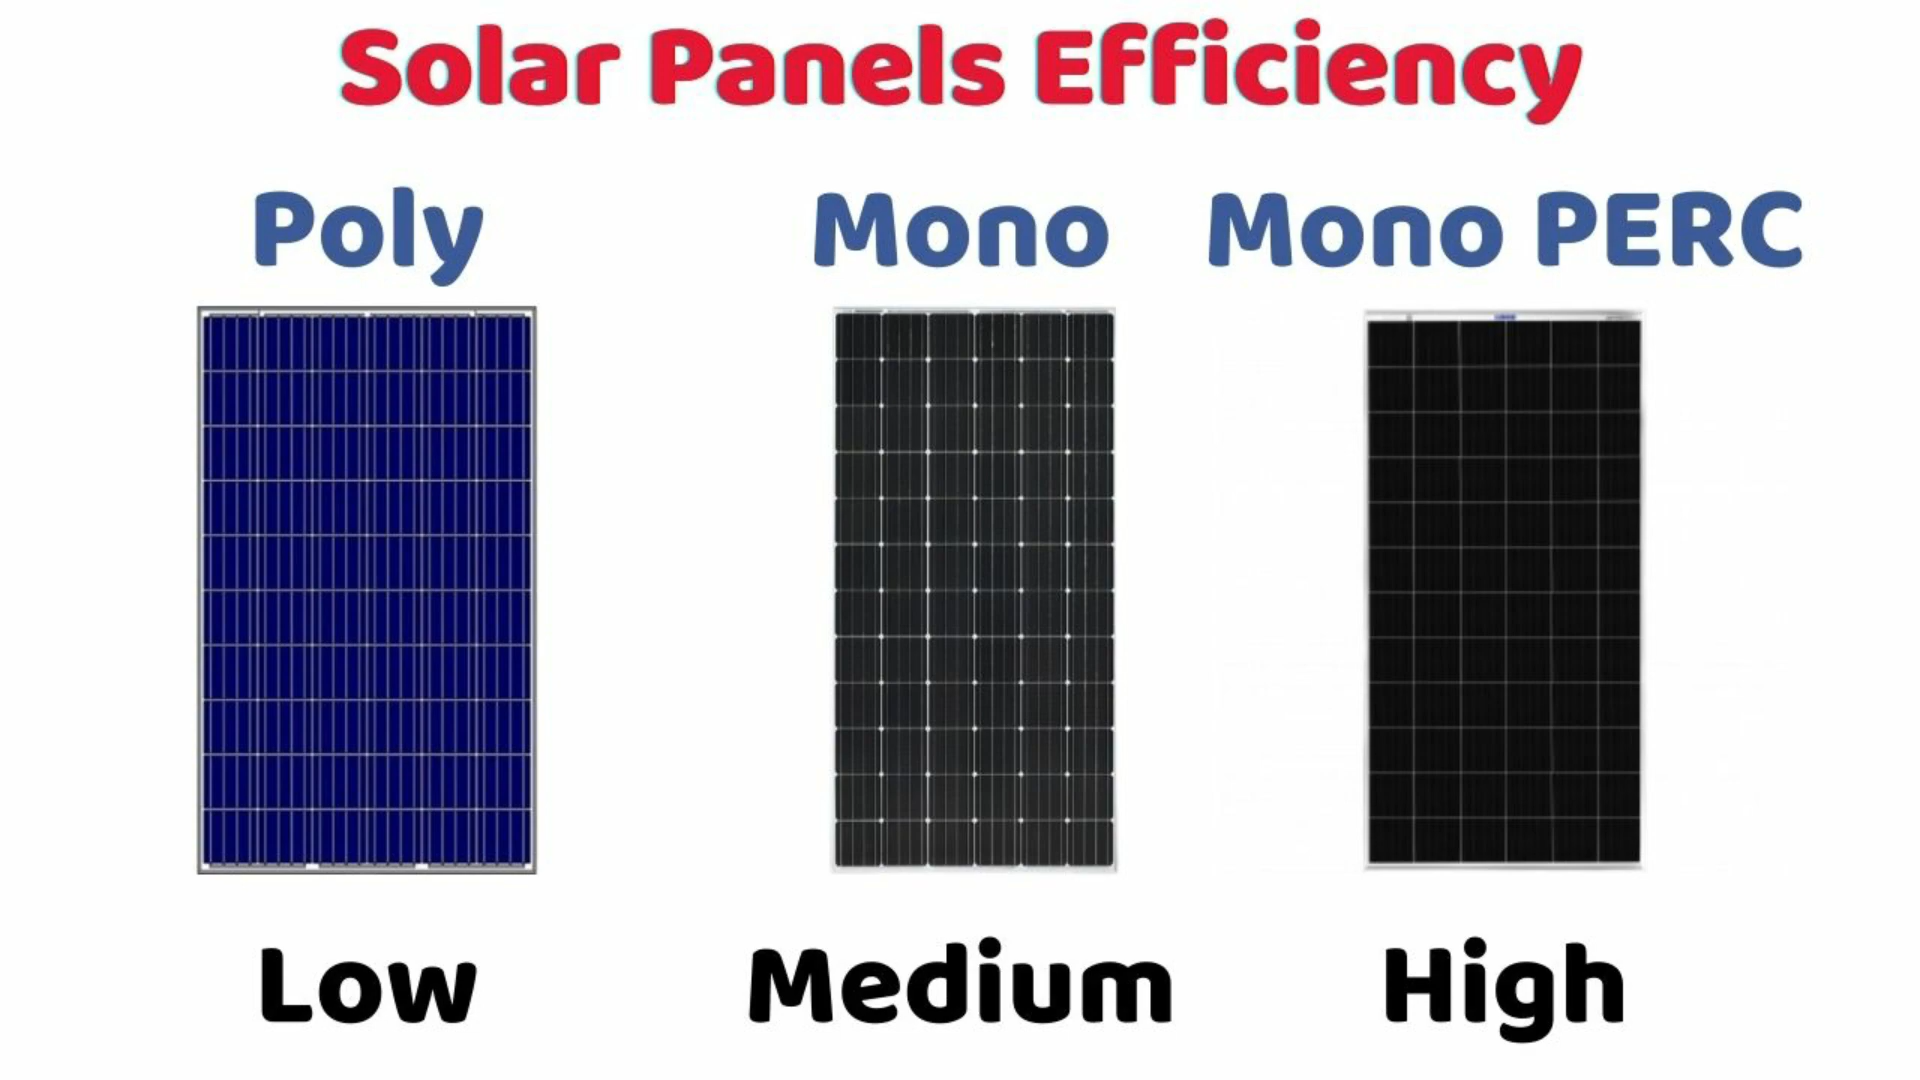 Solar Panels Efficiency
Poly
Mono
Mono PERC
Low
Medium
High